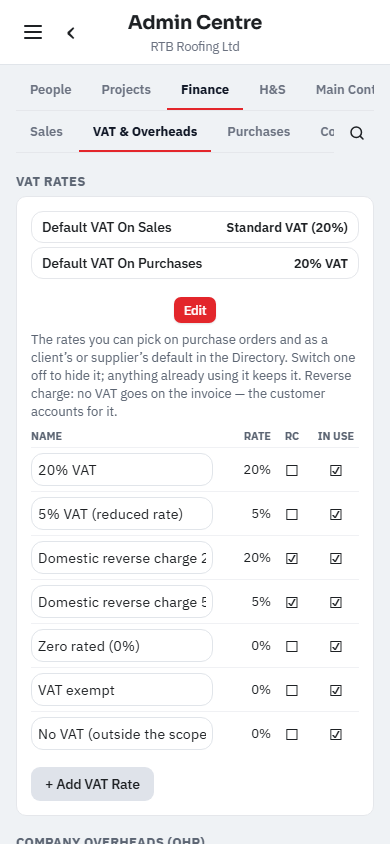 Admin Centre
RTB Roofing Ltd
People Projects Finance H&S Main Cont
Sales VAT & Overheads Purchases Co
VAT RATES
Default VAT On Sales Standard VAT (20%)
Default VAT On Purchases 20% VAT
Edit
The rates you can pick on purchase orders and as a
client’s or supplier’s default in the Directory. Switch one
off to hide it; anything already using it keeps it. Reverse
charge: no VAT goes on the invoice — the customer
accounts for it.
NAME RATE RC IN USE
20% VAT 20%
5% VAT (reduced rate) 5%
Domestic reverse charge 2 20%
Domestic reverse charge 5 5%
Zero rated (0%) 0%
VAT exempt 0%
No VAT (outside the scope 0%
+ Add VAT Rate
COMPANY OVERHEADS (OHP)